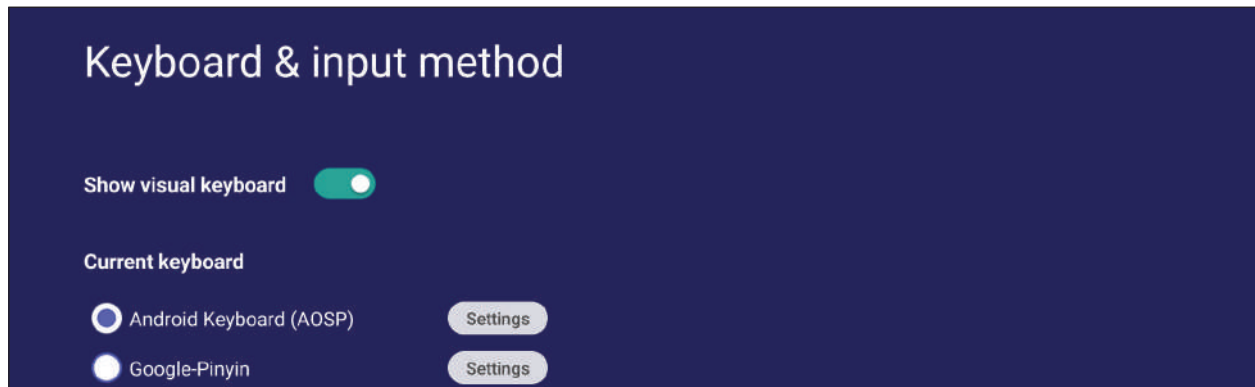 Keyboard & input method
Show visual keyboard
Current keyboard
Android Keyboard (AOSP) Settings
Google-Pinyin Settings